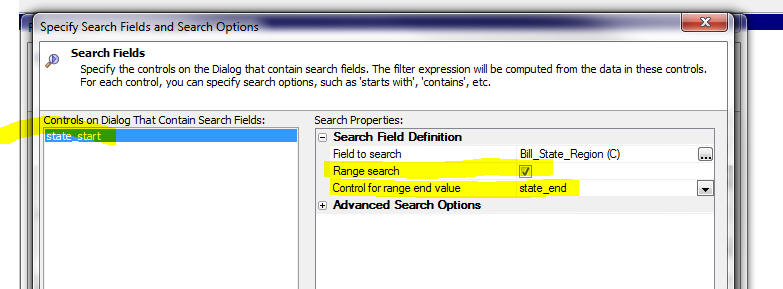 Specify Search Fields and Search Options
Search Fields
Specify the controls on the Dialog that contain search fields. The filter expression will be computed from the data in these controls.
For each control, you can specify search options, such as 'starts with', 'contains', etc.
Controls on Dialog That Contain Search Fields:
state_start
Search Properties:
Search Field Definition
Field to search Bill_State_Region (C) ...
Range search
Control for range end value state_end
Advanced Search Options